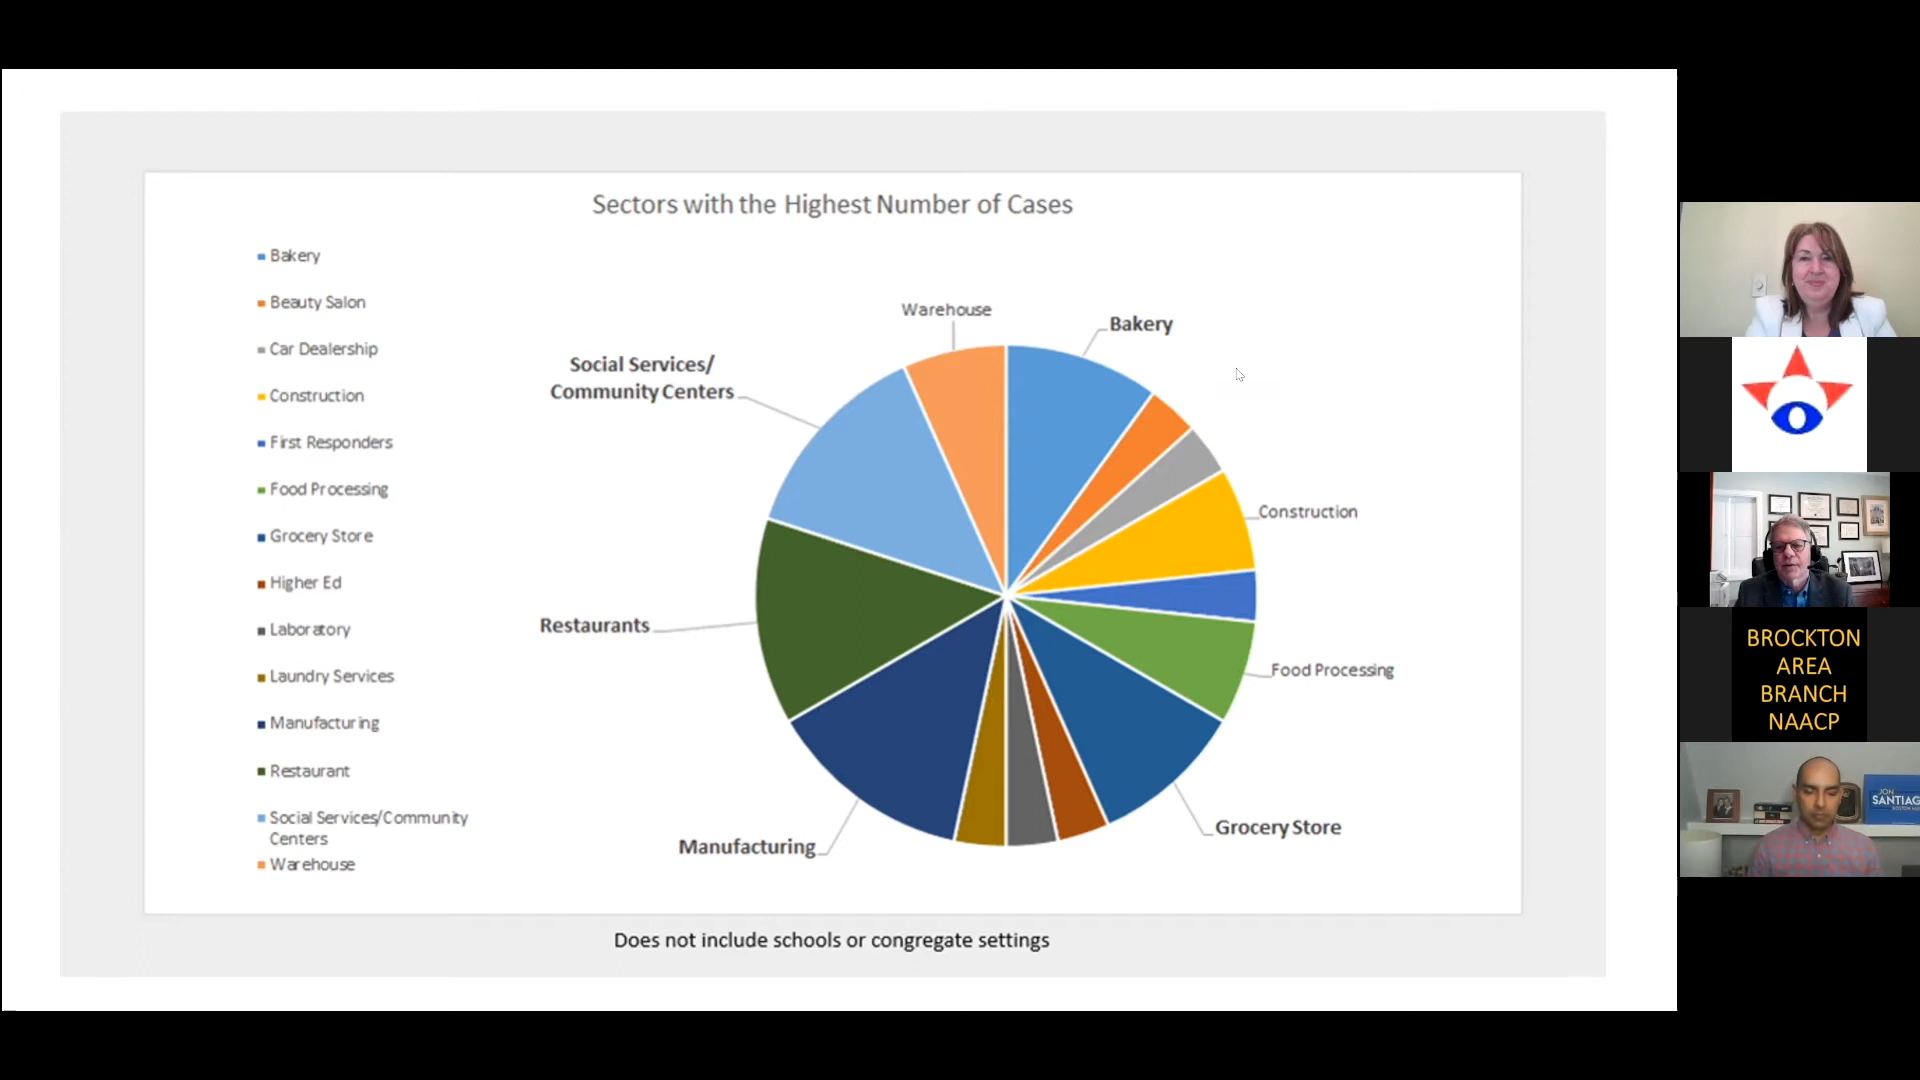 Sectors with the Highest Number of Cases
Bakery
Beauty Salon
Car Dealership
Construction
First Responders
Food Processing
Grocery Store
Higher Ed
Laboratory
Laundry Services
Manufacturing
Restaurant
Social Services/Community
Centers
Warehouse
Warehouse
Bakery
Social Services/
Community Centers
Construction
Restaurants
Food Processing
Grocery Store
Manufacturing
Does not include schools or congregate settings
BROCKTON
AREA
BRANCH
NAACP
JON